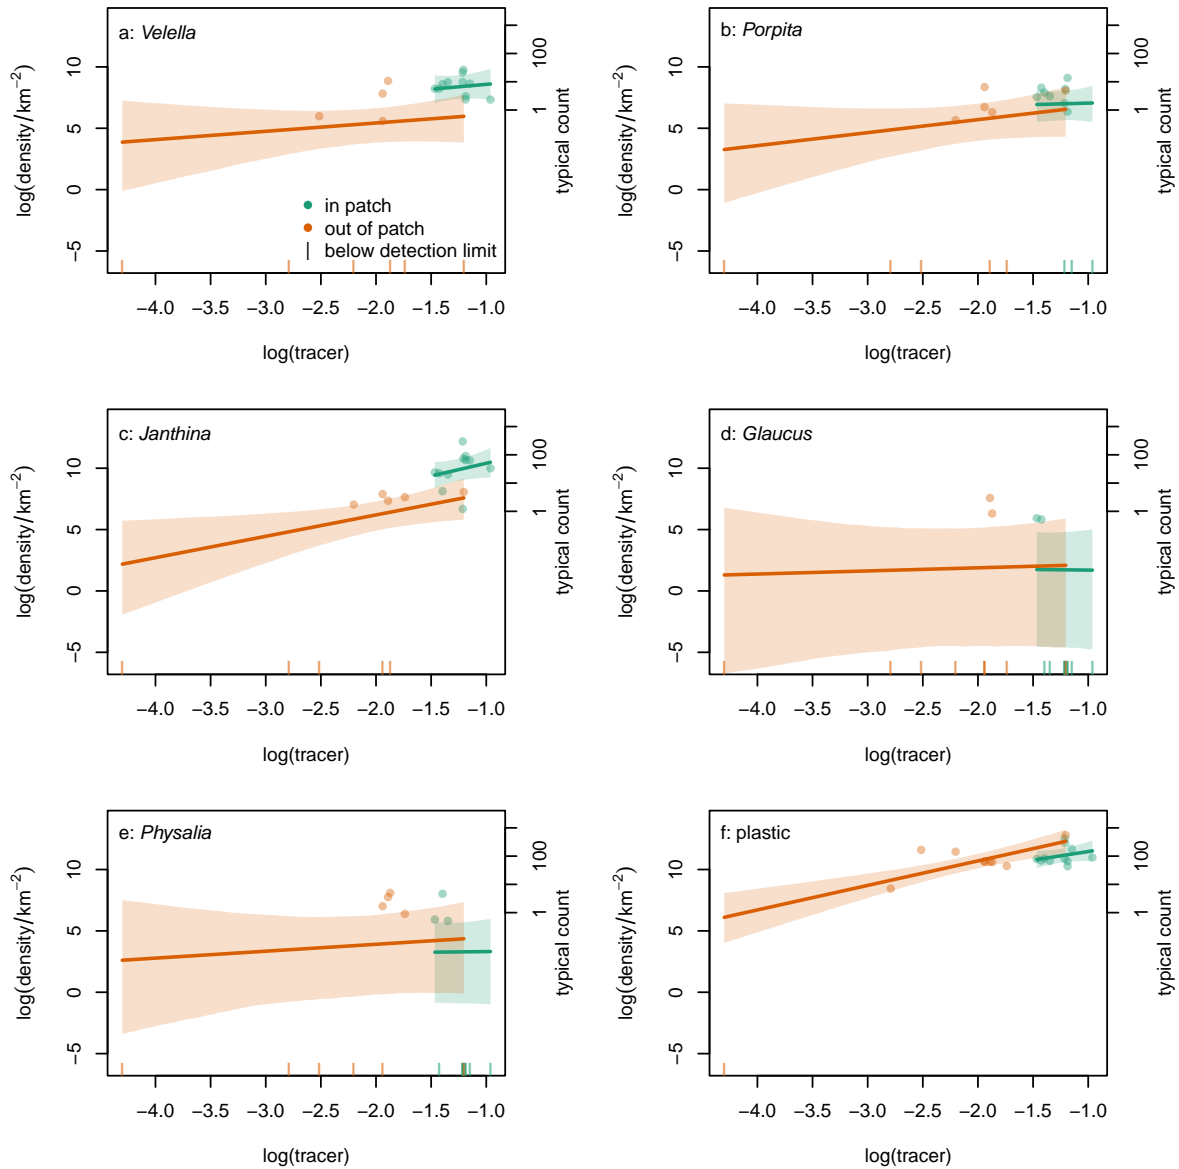 a: Velella
log(density/km−2)
−5 0 5 10
typical count
1 100
in patch
out of patch
below detection limit
−4.0 −3.5 −3.0 −2.5 −2.0 −1.5 −1.0
log(tracer)
b: Porpita
log(density/km−2)
−5 0 5 10
typical count
1 100
−4.0 −3.5 −3.0 −2.5 −2.0 −1.5 −1.0
log(tracer)
c: Janthina
log(density/km−2)
−5 0 5 10
typical count
1 100
−4.0 −3.5 −3.0 −2.5 −2.0 −1.5 −1.0
log(tracer)
d: Glaucus
log(density/km−2)
−5 0 5 10
typical count
1 100
−4.0 −3.5 −3.0 −2.5 −2.0 −1.5 −1.0
log(tracer)
e: Physalia
log(density/km−2)
−5 0 5 10
typical count
1 100
−4.0 −3.5 −3.0 −2.5 −2.0 −1.5 −1.0
log(tracer)
f: plastic
log(density/km−2)
−5 0 5 10
typical count
1 100
−4.0 −3.5 −3.0 −2.5 −2.0 −1.5 −1.0
log(tracer)